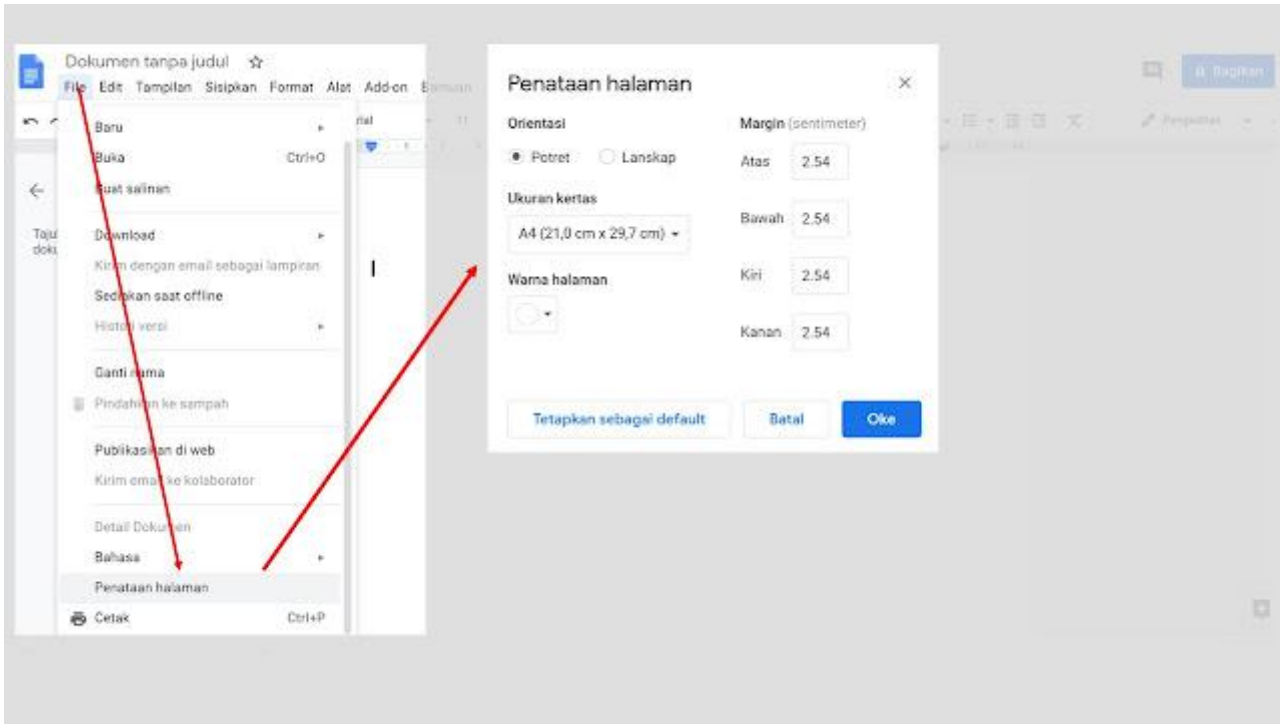 Dokumen tanpa judul
File Edit Tampilan Sisipkan Format Alat Add-on Bantuan
Baru
Buka Ctrl+O
Buat salinan
Download
Kirim dengan email sebagai lampiran
Sediakan saat offline
Histori versi
Ganti nama
Pindahkan ke sampah
Publikasikan di web
Kirim email ke kolaborator
Detail Dokumen
Bahasa
Penataan halaman
Cetak Ctrl+P
Penataan halaman
Orientasi
Potret Lanskap
Ukuran kertas
A4 (21,0 cm x 29,7 cm)
Warna halaman
Margin (sentimeter)
Atas 2.54
Bawah 2.54
Kiri 2.54
Kanan 2.54
Tetapkan sebagai default Batal Oke
Bagikan